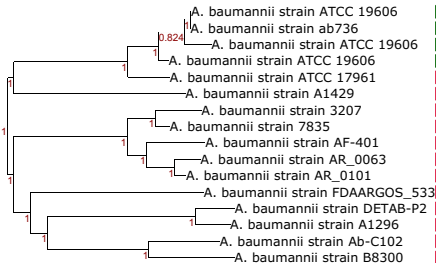 A. baumannii strain ATCC 19606
A. baumannii strain ab736
0.824
A. baumannii strain ATCC 19606
1
A. baumannii strain ATCC 19606
1
A. baumannii strain ATCC 17961
1
A. baumannii strain A1429
1
A. baumannii strain 3207
1
A. baumannii strain 7835
1
A. baumannii strain AF-401
1
A. baumannii strain AR_0063
1
A. baumannii strain AR_0101
1
1
A. baumannii strain FDAARGOS_533
1
A. baumannii strain DETAB-P2
1
A. baumannii strain A1296
1
A. baumannii strain Ab-C102
1
A. baumannii strain B8300
1